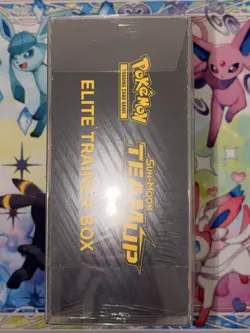 POKéMON
TRADING CARD GAME
SUN & MOON
TEAM UP
ELITE TRAINER BOX